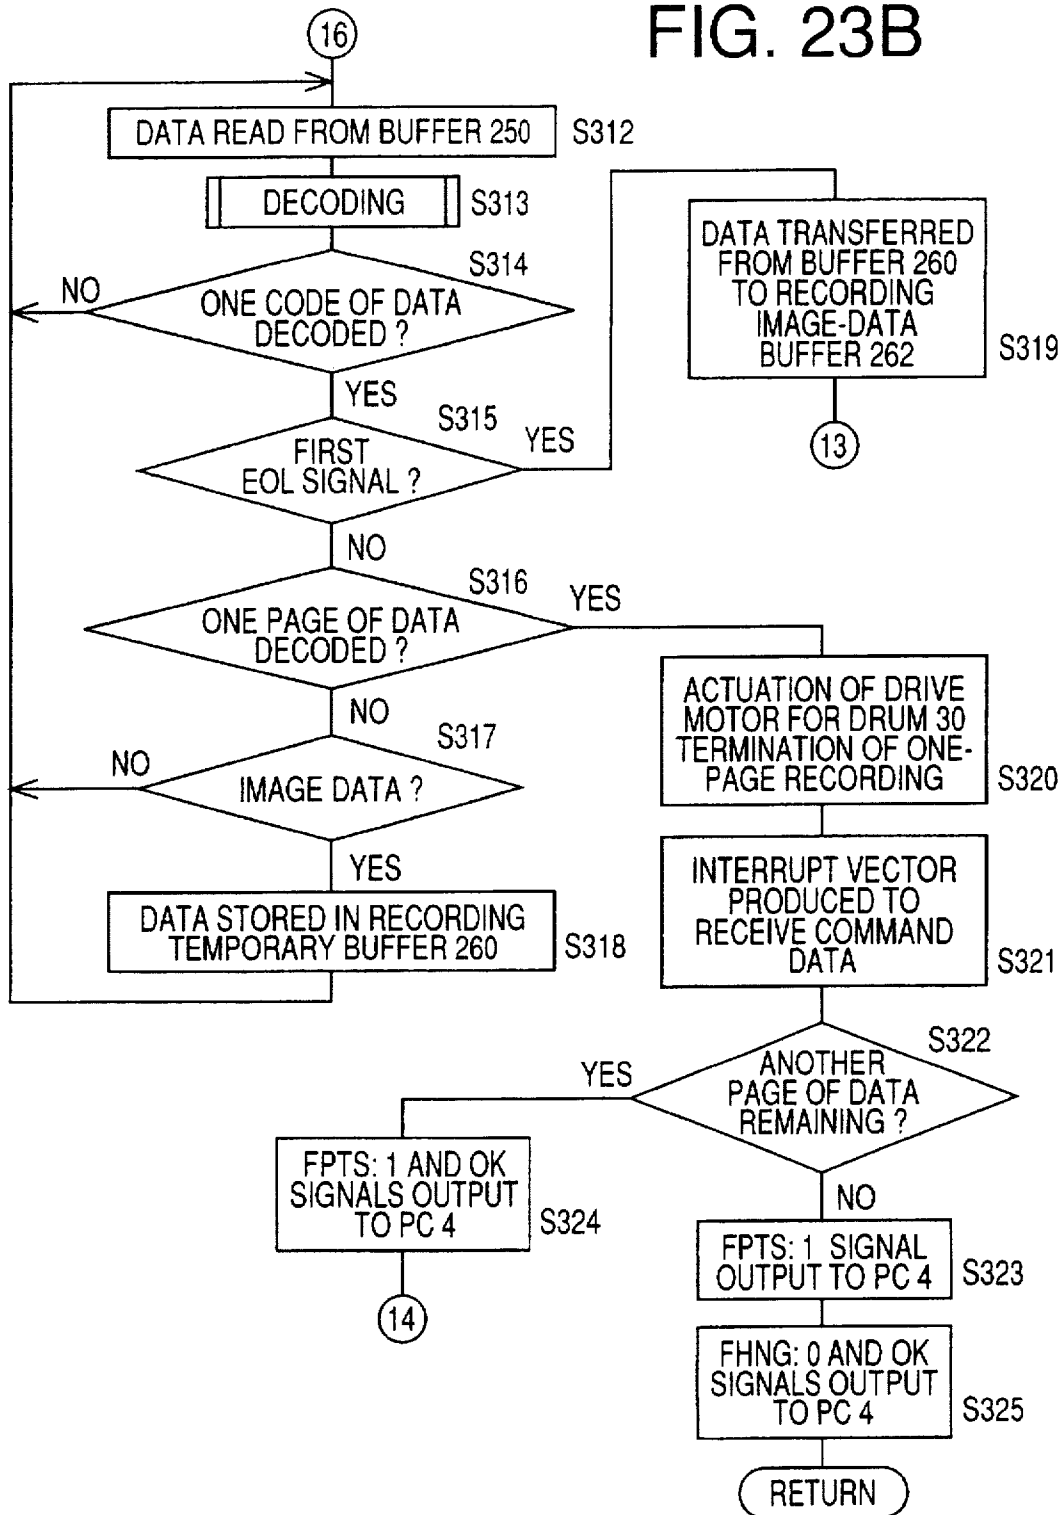 FIG. 23B
16
DATA READ FROM BUFFER 250
S312
DECODING
S313
S314
NO
ONE CODE OF DATA
DECODED ?
YES
S315
YES
FIRST
EOL SIGNAL ?
NO
DATA TRANSFERRED
FROM BUFFER 260
TO RECORDING
IMAGE-DATA
BUFFER 262
S319
13
S316
YES
ONE PAGE OF DATA
DECODED ?
NO
S317
NO
IMAGE DATA ?
YES
DATA STORED IN RECORDING
TEMPORARY BUFFER 260
S318
ACTUATION OF DRIVE
MOTOR FOR DRUM 30
TERMINATION OF ONE-
PAGE RECORDING
S320
INTERRUPT VECTOR
PRODUCED TO
RECEIVE COMMAND
DATA
S321
S322
YES
ANOTHER
PAGE OF DATA
REMAINING ?
NO
FPTS: 1 AND OK
SIGNALS OUTPUT
TO PC 4
S324
14
FPTS: 1 SIGNAL
OUTPUT TO PC 4
S323
FHNG: 0 AND OK
SIGNALS OUTPUT
TO PC 4
S325
RETURN